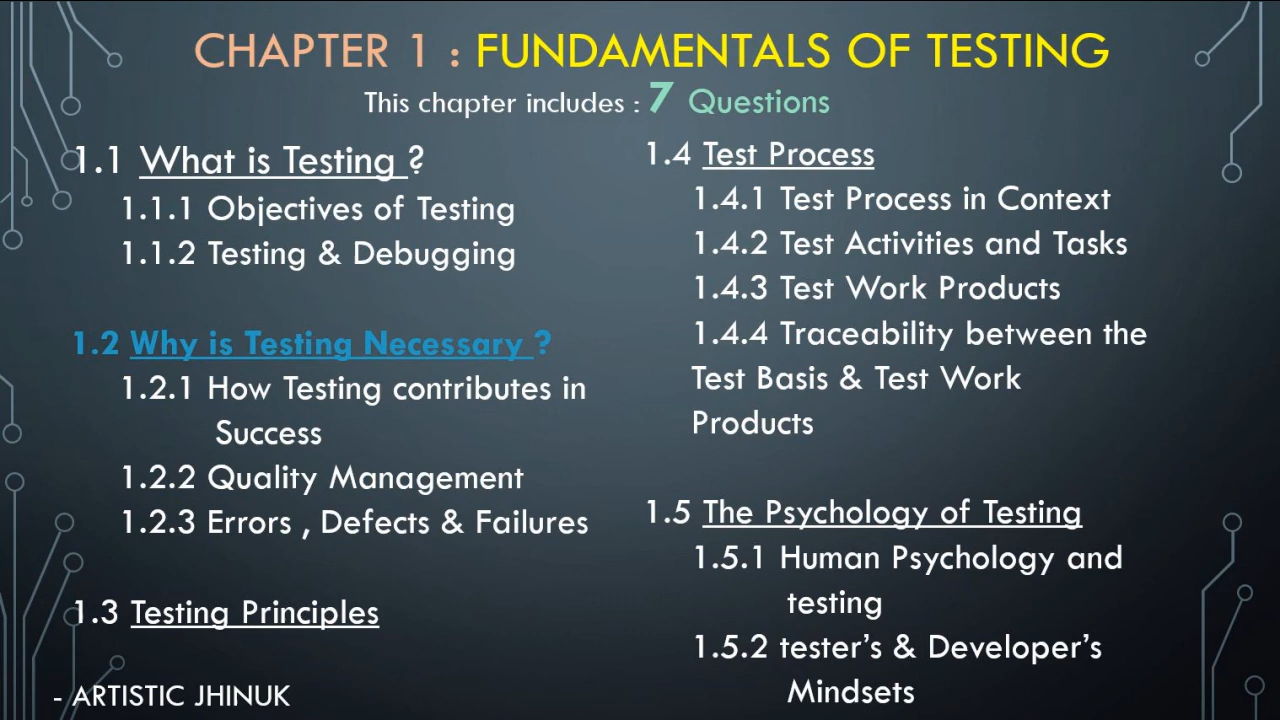 CHAPTER 1 : FUNDAMENTALS OF TESTING
This chapter includes : 7 Questions
1.1 What is Testing ?
1.1.1 Objectives of Testing
1.1.2 Testing & Debugging
1.2 Why is Testing Necessary ?
1.2.1 How Testing contributes in
Success
1.2.2 Quality Management
1.2.3 Errors , Defects & Failures
1.3 Testing Principles
- ARTISTIC JHINUK
1.4 Test Process
1.4.1 Test Process in Context
1.4.2 Test Activities and Tasks
1.4.3 Test Work Products
1.4.4 Traceability between the
Test Basis & Test Work
Products
1.5 The Psychology of Testing
1.5.1 Human Psychology and
testing
1.5.2 tester's & Developer's
Mindsets